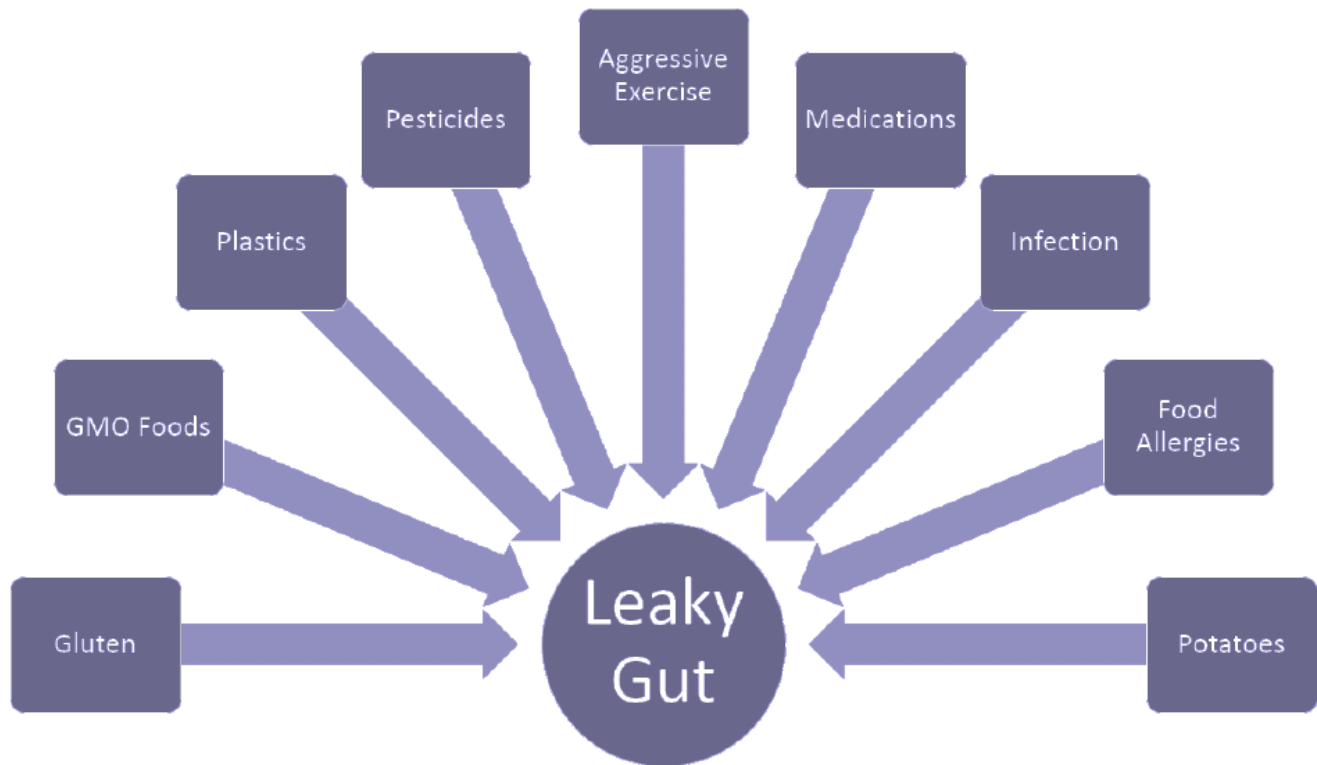 Aggressive
Exercise
Pesticides
Medications
Plastics
Infection
GMO Foods
Food
Allergies
Gluten
Leaky
Gut
Potatoes